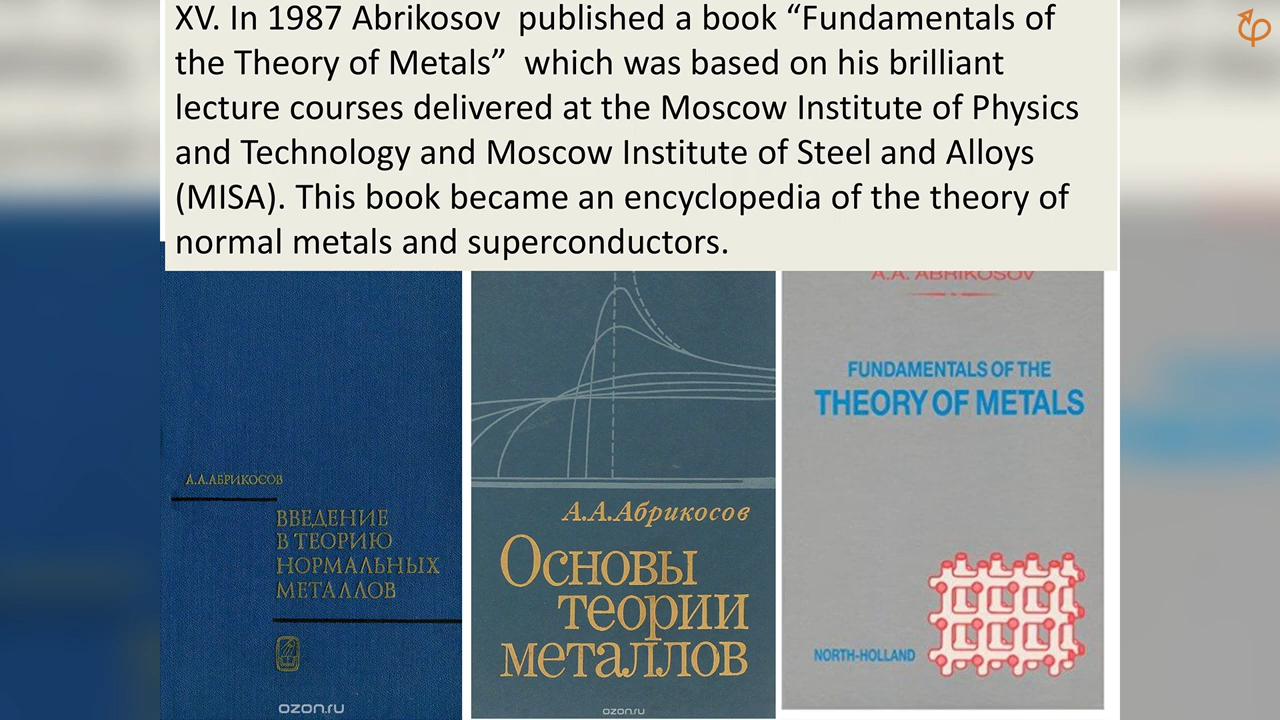 XV. In 1987 Abrikosov published a book “Fundamentals of
the Theory of Metals” which was based on his brilliant
lecture courses delivered at the Moscow Institute of Physics
and Technology and Moscow Institute of Steel and Alloys
(MISA). This book became an encyclopedia of the theory of
normal metals and superconductors.
А.А.АБРИКОСОВ
ВВЕДЕНИЕ
В ТЕОРИЮ
НОРМАЛЬНЫХ
МЕТАЛЛОВ
ozon.ru
А.А.Абрикосов
Основы
теории
металлов
ozon.ru
A.A. ABRIKOSOV
FUNDAMENTALS OF THE
THEORY OF METALS
NORTH-HOLLAND